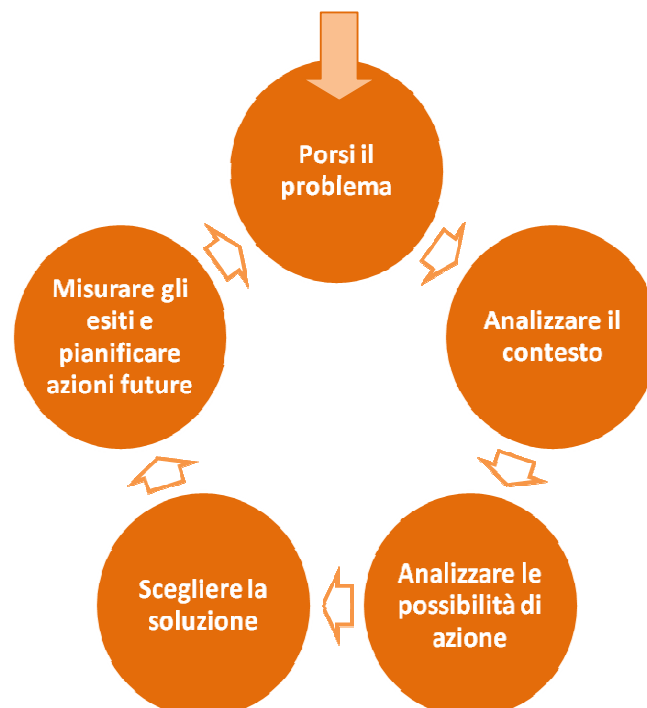 Porsi il
problema
Analizzare il
contesto
Analizzare le
possibilità di
azione
Scegliere la
soluzione
Misurare gli
esiti e
pianificare
azioni future